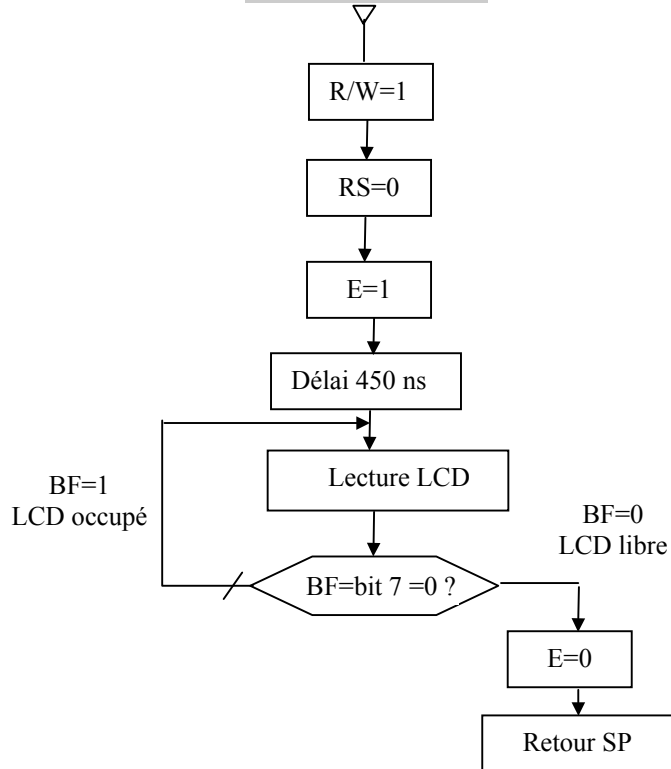 R/W=1
RS=0
E=1
Délai 450 ns
Lecture LCD
BF=1
LCD occupé
BF=0
LCD libre
BF=bit 7 =0 ?
E=0
Retour SP